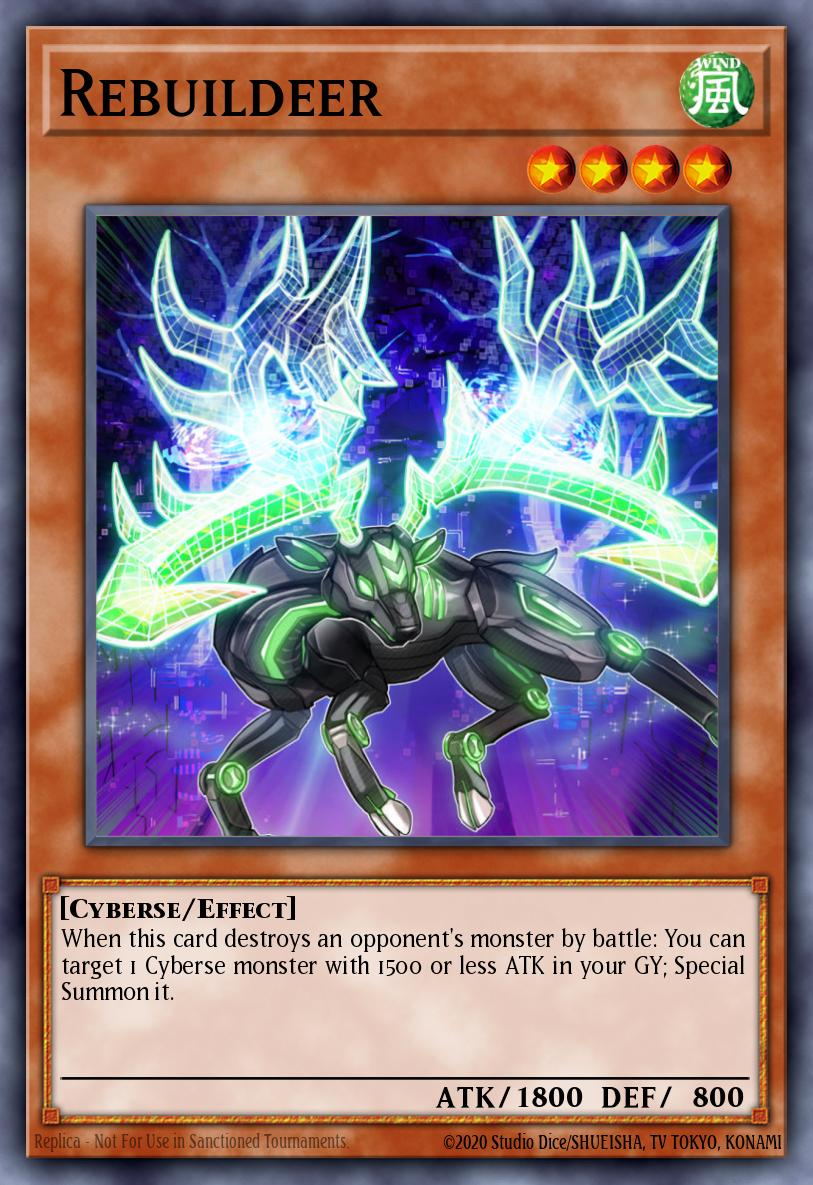 Rebuildeer
WIND
風
[Cyberse/Effect]
When this card destroys an opponent's monster by battle: You can
target 1 Cyberse monster with 1500 or less ATK in your GY; Special
Summon it.
ATK/1800 DEF/ 800
Replica - Not For Use in Sanctioned Tournaments.
©2020 Studio Dice/SHUEISHA, TV TOKYO, KONAMI